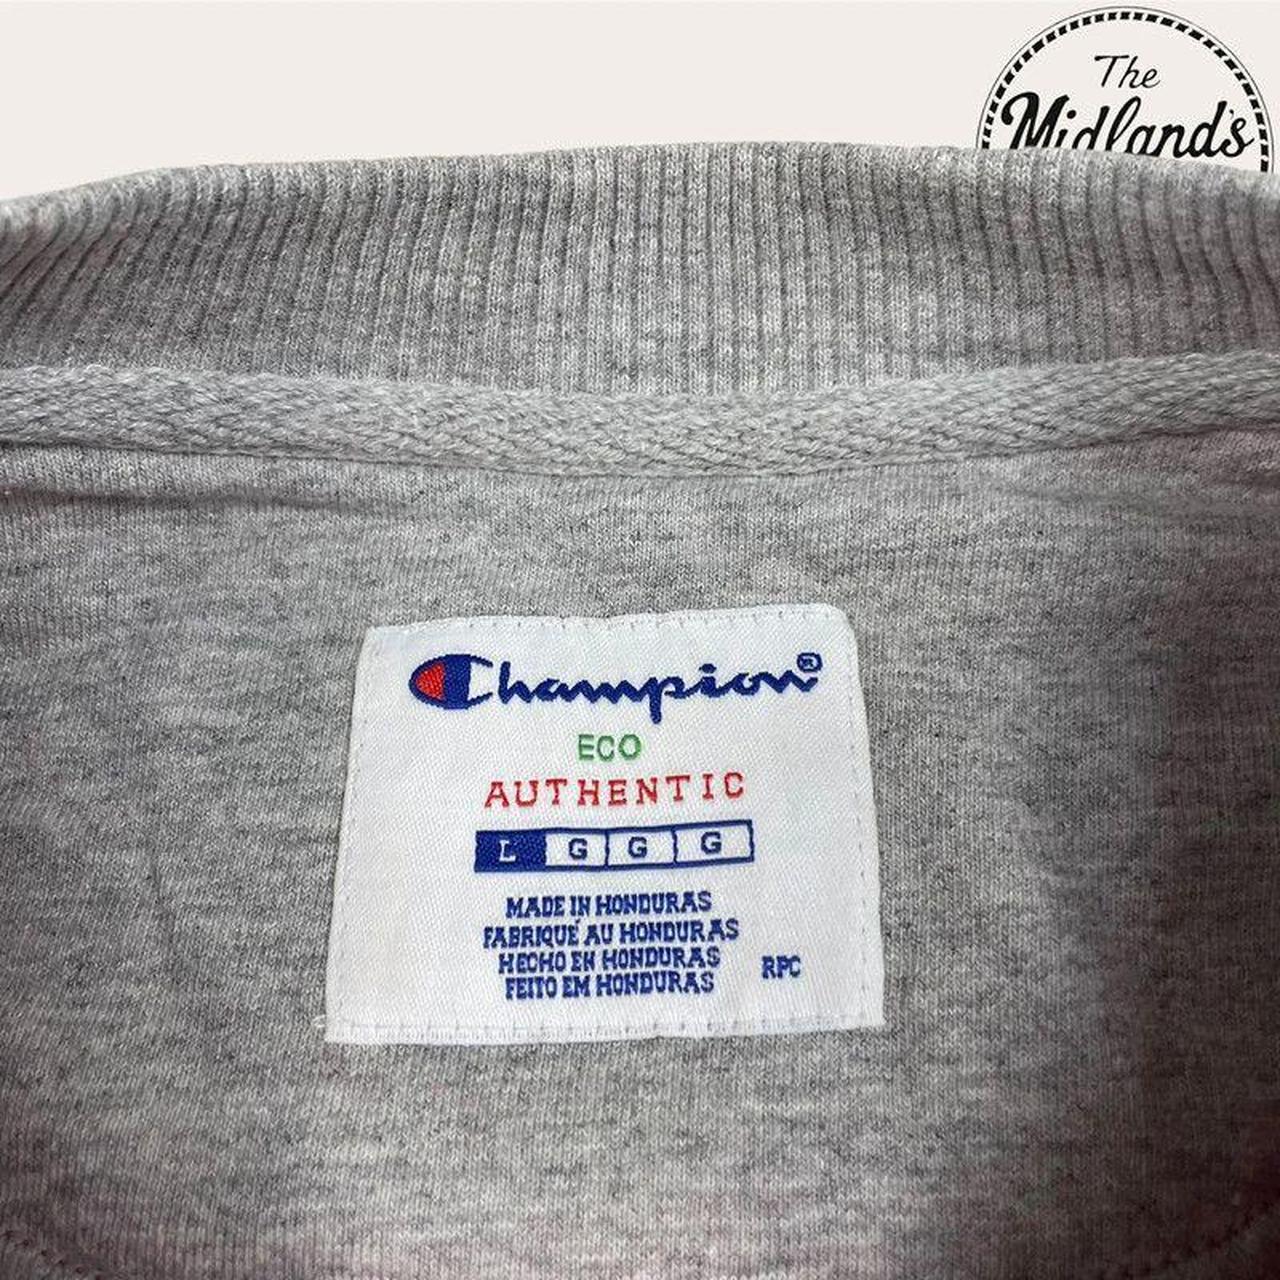 The
Midland's
Champion®
ECO
AUTHENTIC
L G G G
MADE IN HONDURAS
FABRIQUÉ AU HONDURAS
HECHO EN HONDURAS
FEITO EM HONDURAS
RPC